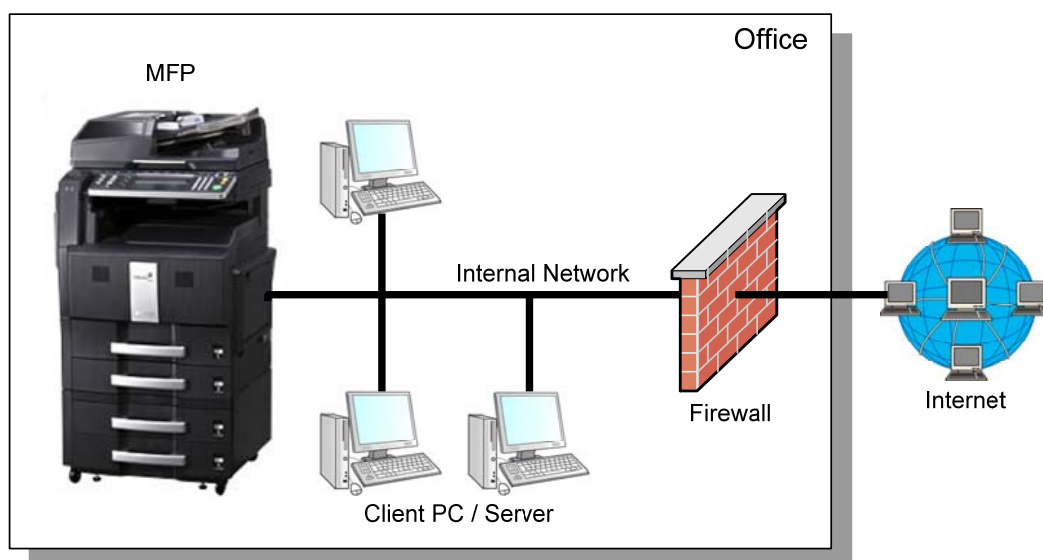 Office
MFP
Internal Network
Firewall
Internet
Client PC / Server